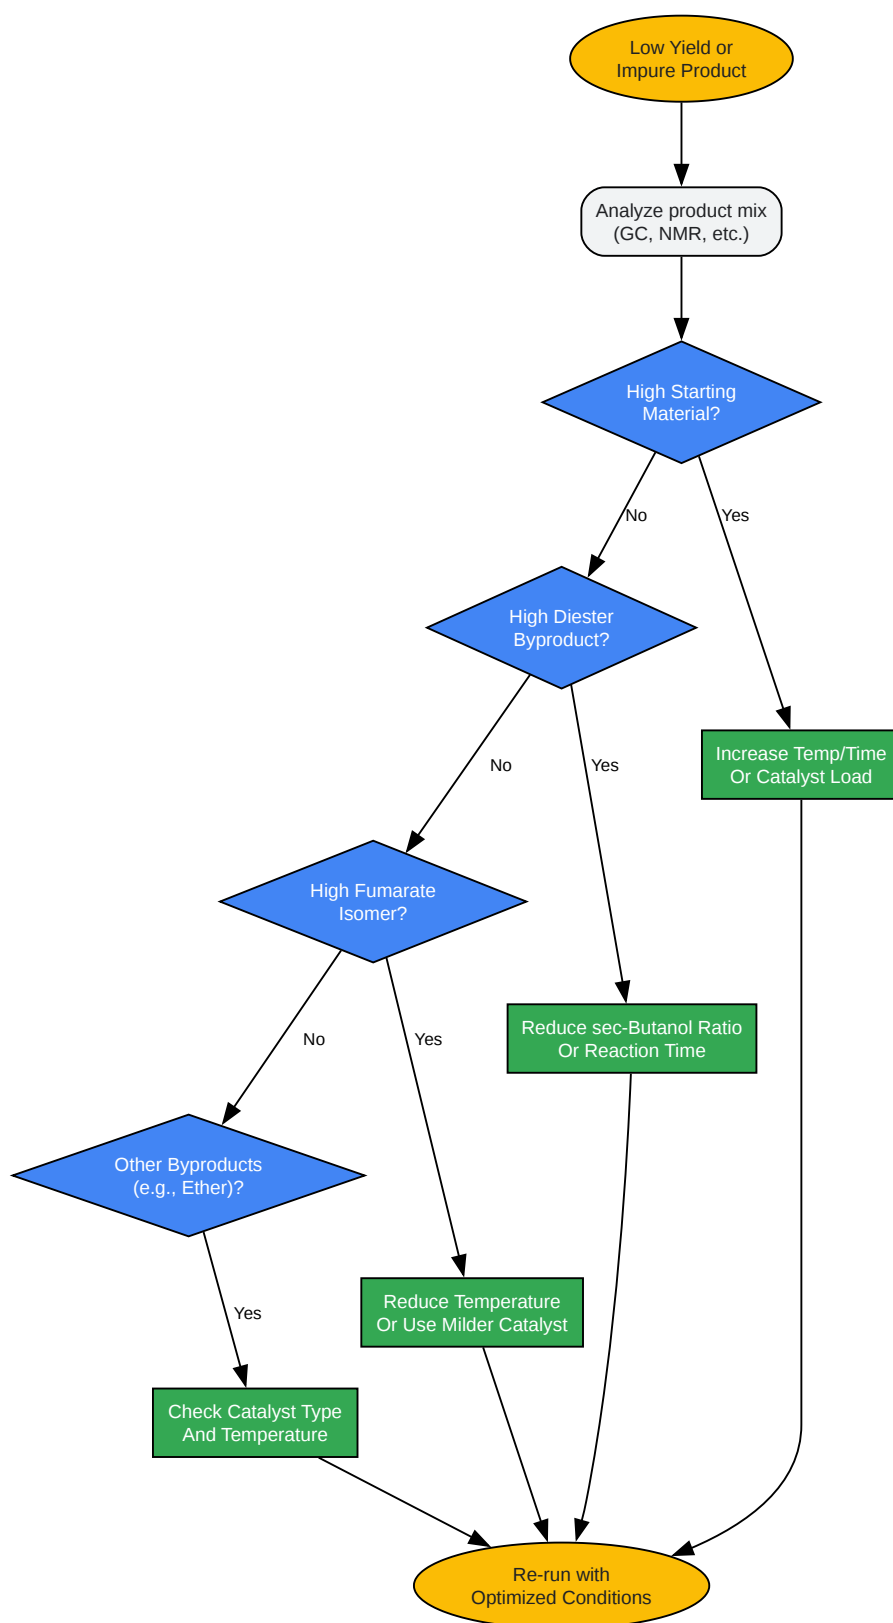 Low Yield or
Impure Product
Analyze product mix
(GC, NMR, etc.)
High Starting
Material?
No
Yes
High Diester
Byproduct?
Increase Temp/Time
Or Catalyst Load
No
Yes
High Fumarate
Isomer?
Reduce sec-Butanol Ratio
Or Reaction Time
No
Yes
Other Byproducts
(e.g., Ether)?
Reduce Temperature
Or Use Milder Catalyst
Yes
Check Catalyst Type
And Temperature
Re-run with
Optimized Conditions